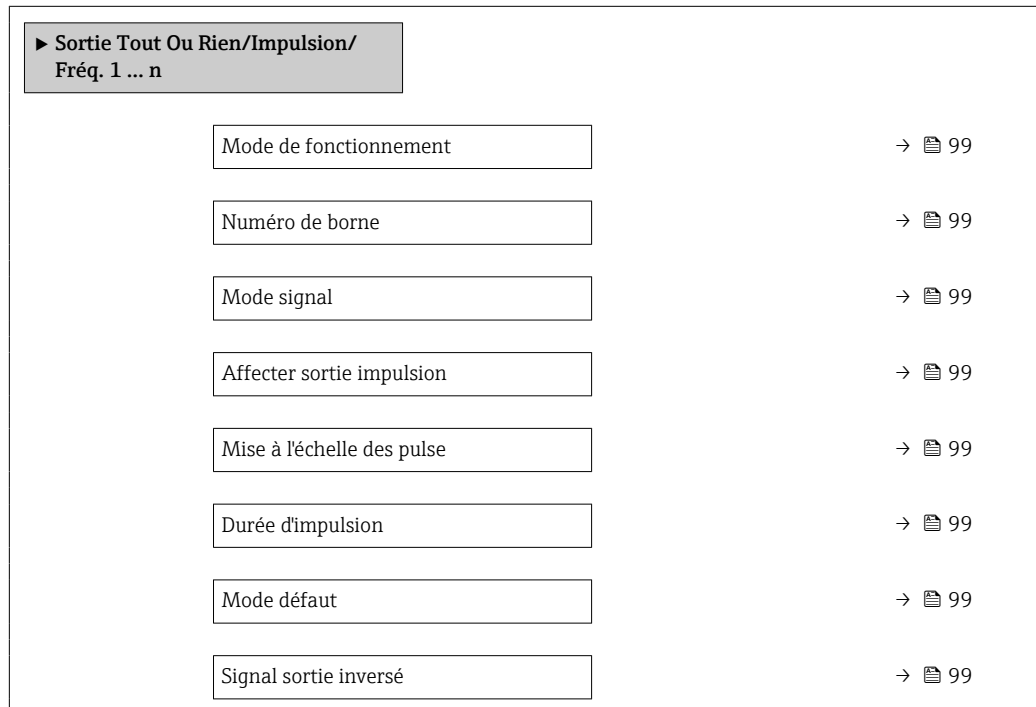 ► Sortie Tout Ou Rien/Impulsion/
Fréq. 1 … n
Mode de fonctionnement → 99
Numéro de borne → 99
Mode signal → 99
Affecter sortie impulsion → 99
Mise à l'échelle des pulse → 99
Durée d'impulsion → 99
Mode défaut → 99
Signal sortie inversé → 99